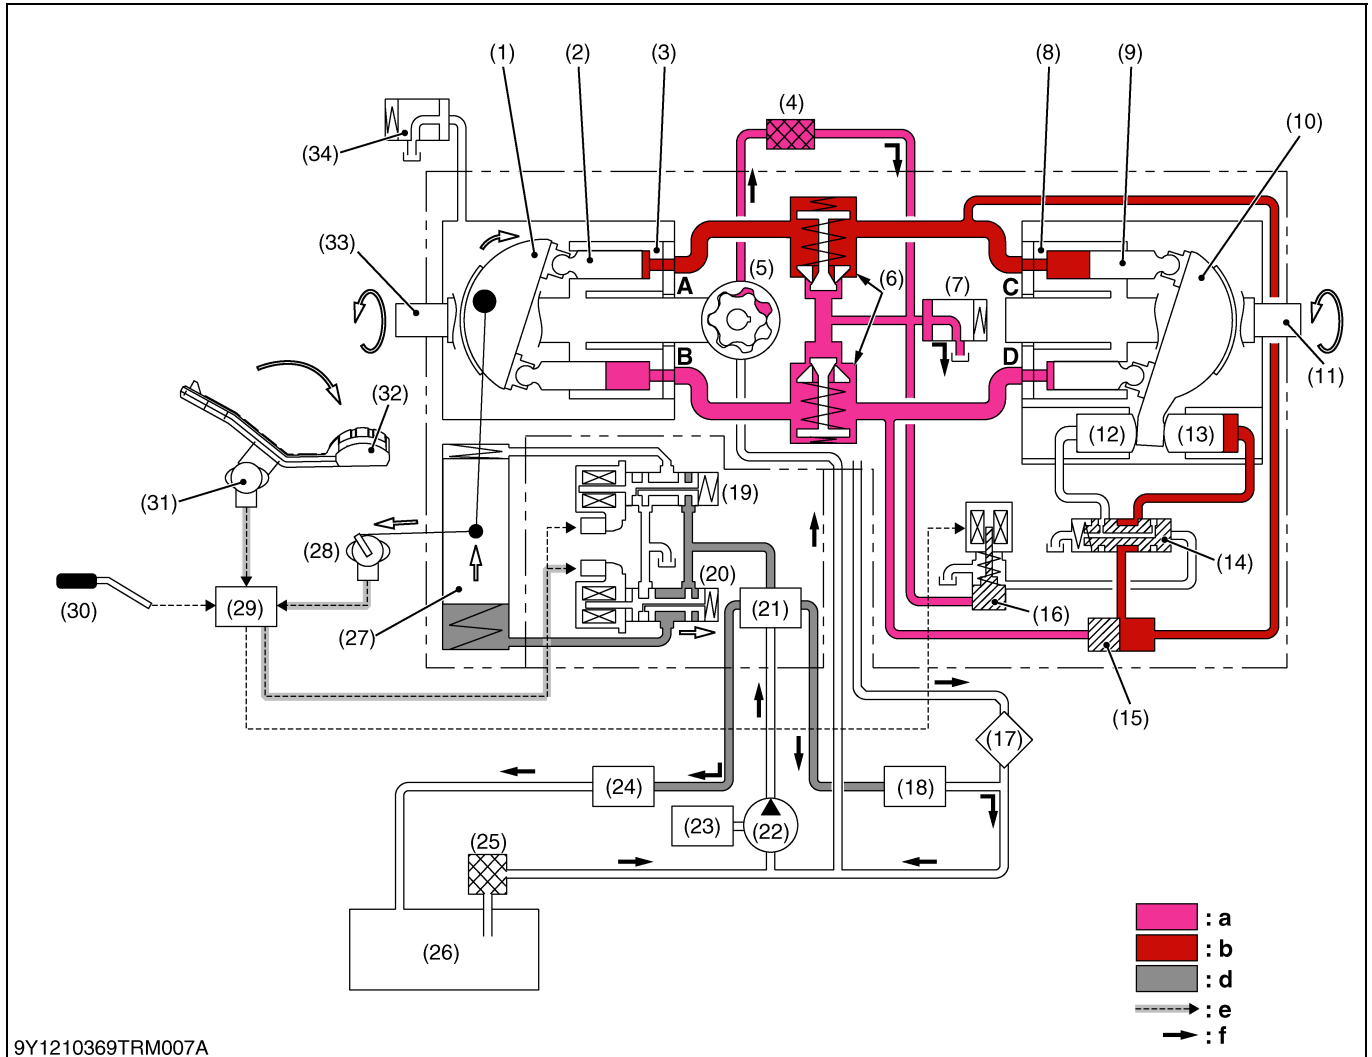 (1) (2) (3) (8) (9)
(4)
(10)
(34)
(33)
A (5) (6) (7) C
B D
(11)
(32)
(12) (13)
(31)
(19)
(28)
(20)
(14)
(30) (29) (27) (21) (16)
(15)
(17)
(24) (18)
(23) (22)
(25)
(26)
: a
: b
: d
: e
: f
9Y1210369TRM007A